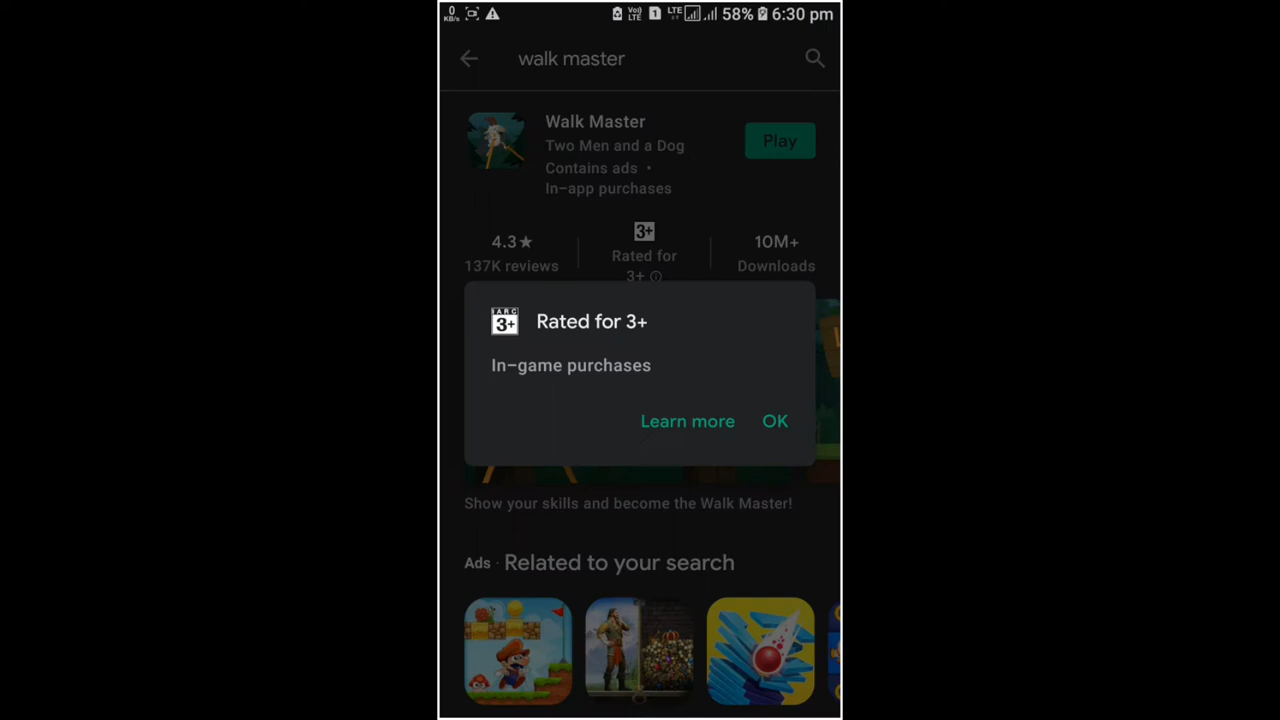 0
KB/s
Vo)
LTE
1
LTE
58%
6:30 pm
walk master
Walk Master
Two Men and a Dog
Play
Contains ads •
In-app purchases
4.3★
3+
10M+
137K reviews
Rated for
3+
Downloads
IARC
3+
Rated for 3+
In-game purchases
Learn more
OK
Show your skills and become the Walk Master!
Ads · Related to your search